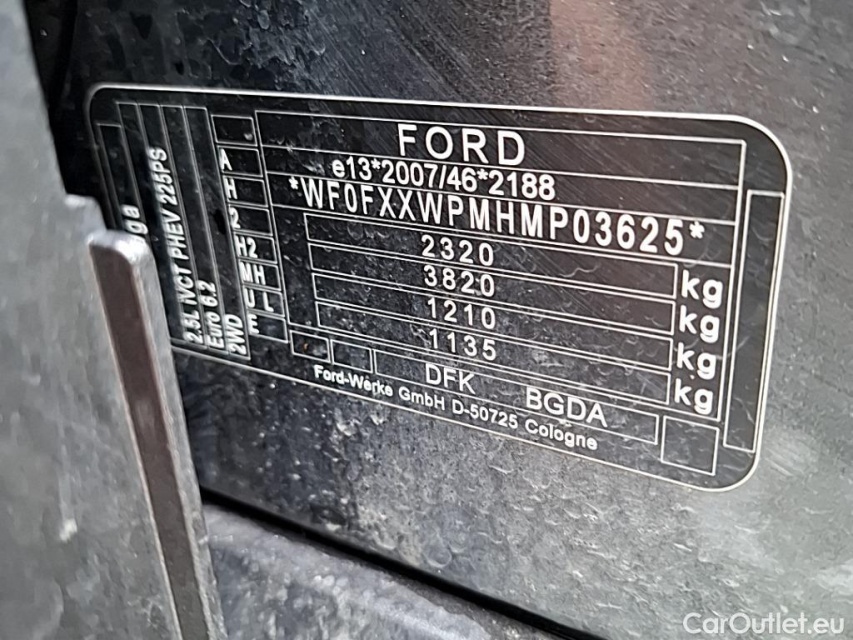 FORD
e13*2007/46*2188
*WF0FXXWPMHMP03625*
2320 kg
3820 kg
1210 kg
1135 kg
DFK BGDA
Ford-Werke GmbH D-50725 Cologne
A
H
2
H2
MH
U L
E
2.5L iVCT PHEV 225PS
Euro 6.2
2WD
CarOutlet.eu